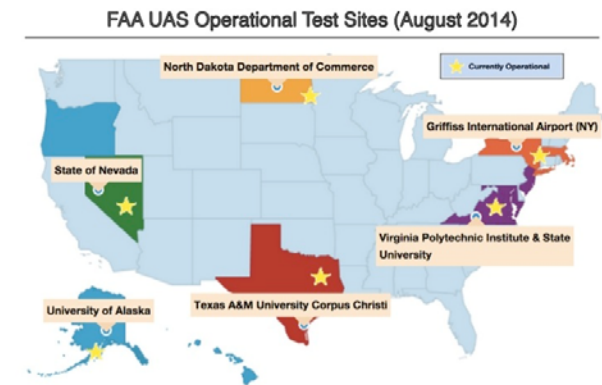 FAA UAS Operational Test Sites (August 2014)
North Dakota Department of Commerce
Currently Operational
Griffiss International Airport (NY)
State of Nevada
Virginia Polytechnic Institute & State
University
University of Alaska
Texas A&M University Corpus Christi